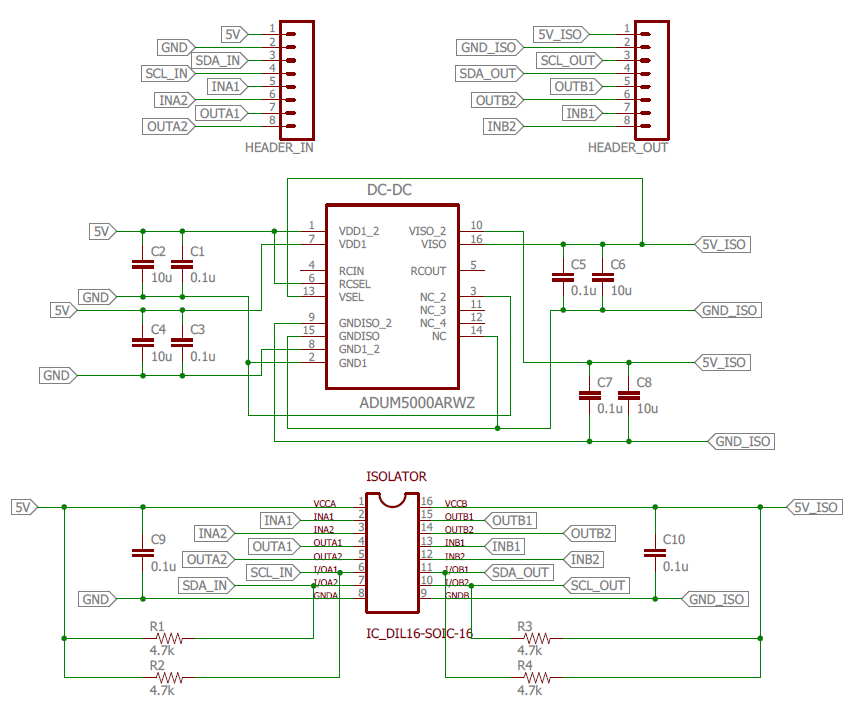 5V 1
GND 2
SDA_IN 3
SCL_IN 4
INA1 5
INA2 6
OUTA1 7
OUTA2 8
HEADER_IN
5V_ISO 1
GND_ISO 2
SCL_OUT 3
SDA_OUT 4
OUTB1 5
OUTB2 6
INB1 7
INB2 8
HEADER_OUT
DC-DC
5V 1 VDD1_2 VISO_2 10
7 VDD1 VISO 16 5V_ISO
C2 C1
10u 0.1u
4 RCIN RCOUT 5
6 RCSEL
C5 C6
0.1u 10u
GND 13 VSEL NC_2 3
5V NC_3 11 GND_ISO
9 GNDISO_2 NC_4 12
C4 C3
10u 0.1u
15 GNDISO NC 14
8 GND1_2
2 GND1 5V_ISO
GND
C7 C8
0.1u 10u
ADUM5000ARWZ
GND_ISO
ISOLATOR
5V VCCA 1 16 VCCB 5V_ISO
INA1 INA1 2 15 OUTB1 OUTB1
INA2 INA2 3 14 OUTB2 OUTB2
OUTA1 OUTA1 4 13 INB1 INB1
C9
0.1u
C10
0.1u
OUTA2 OUTA2 5 12 INB2 INB2
SCL_IN I/OA1 6 11 I/OB1 SDA_OUT
SDA_IN I/OA2 7 10 I/OB2 SCL_OUT
GND GNDA 8 9 GNDB GND_ISO
IC_DIL16-SOIC-16
R1
4.7k
R2
4.7k
R3
4.7k
R4
4.7k